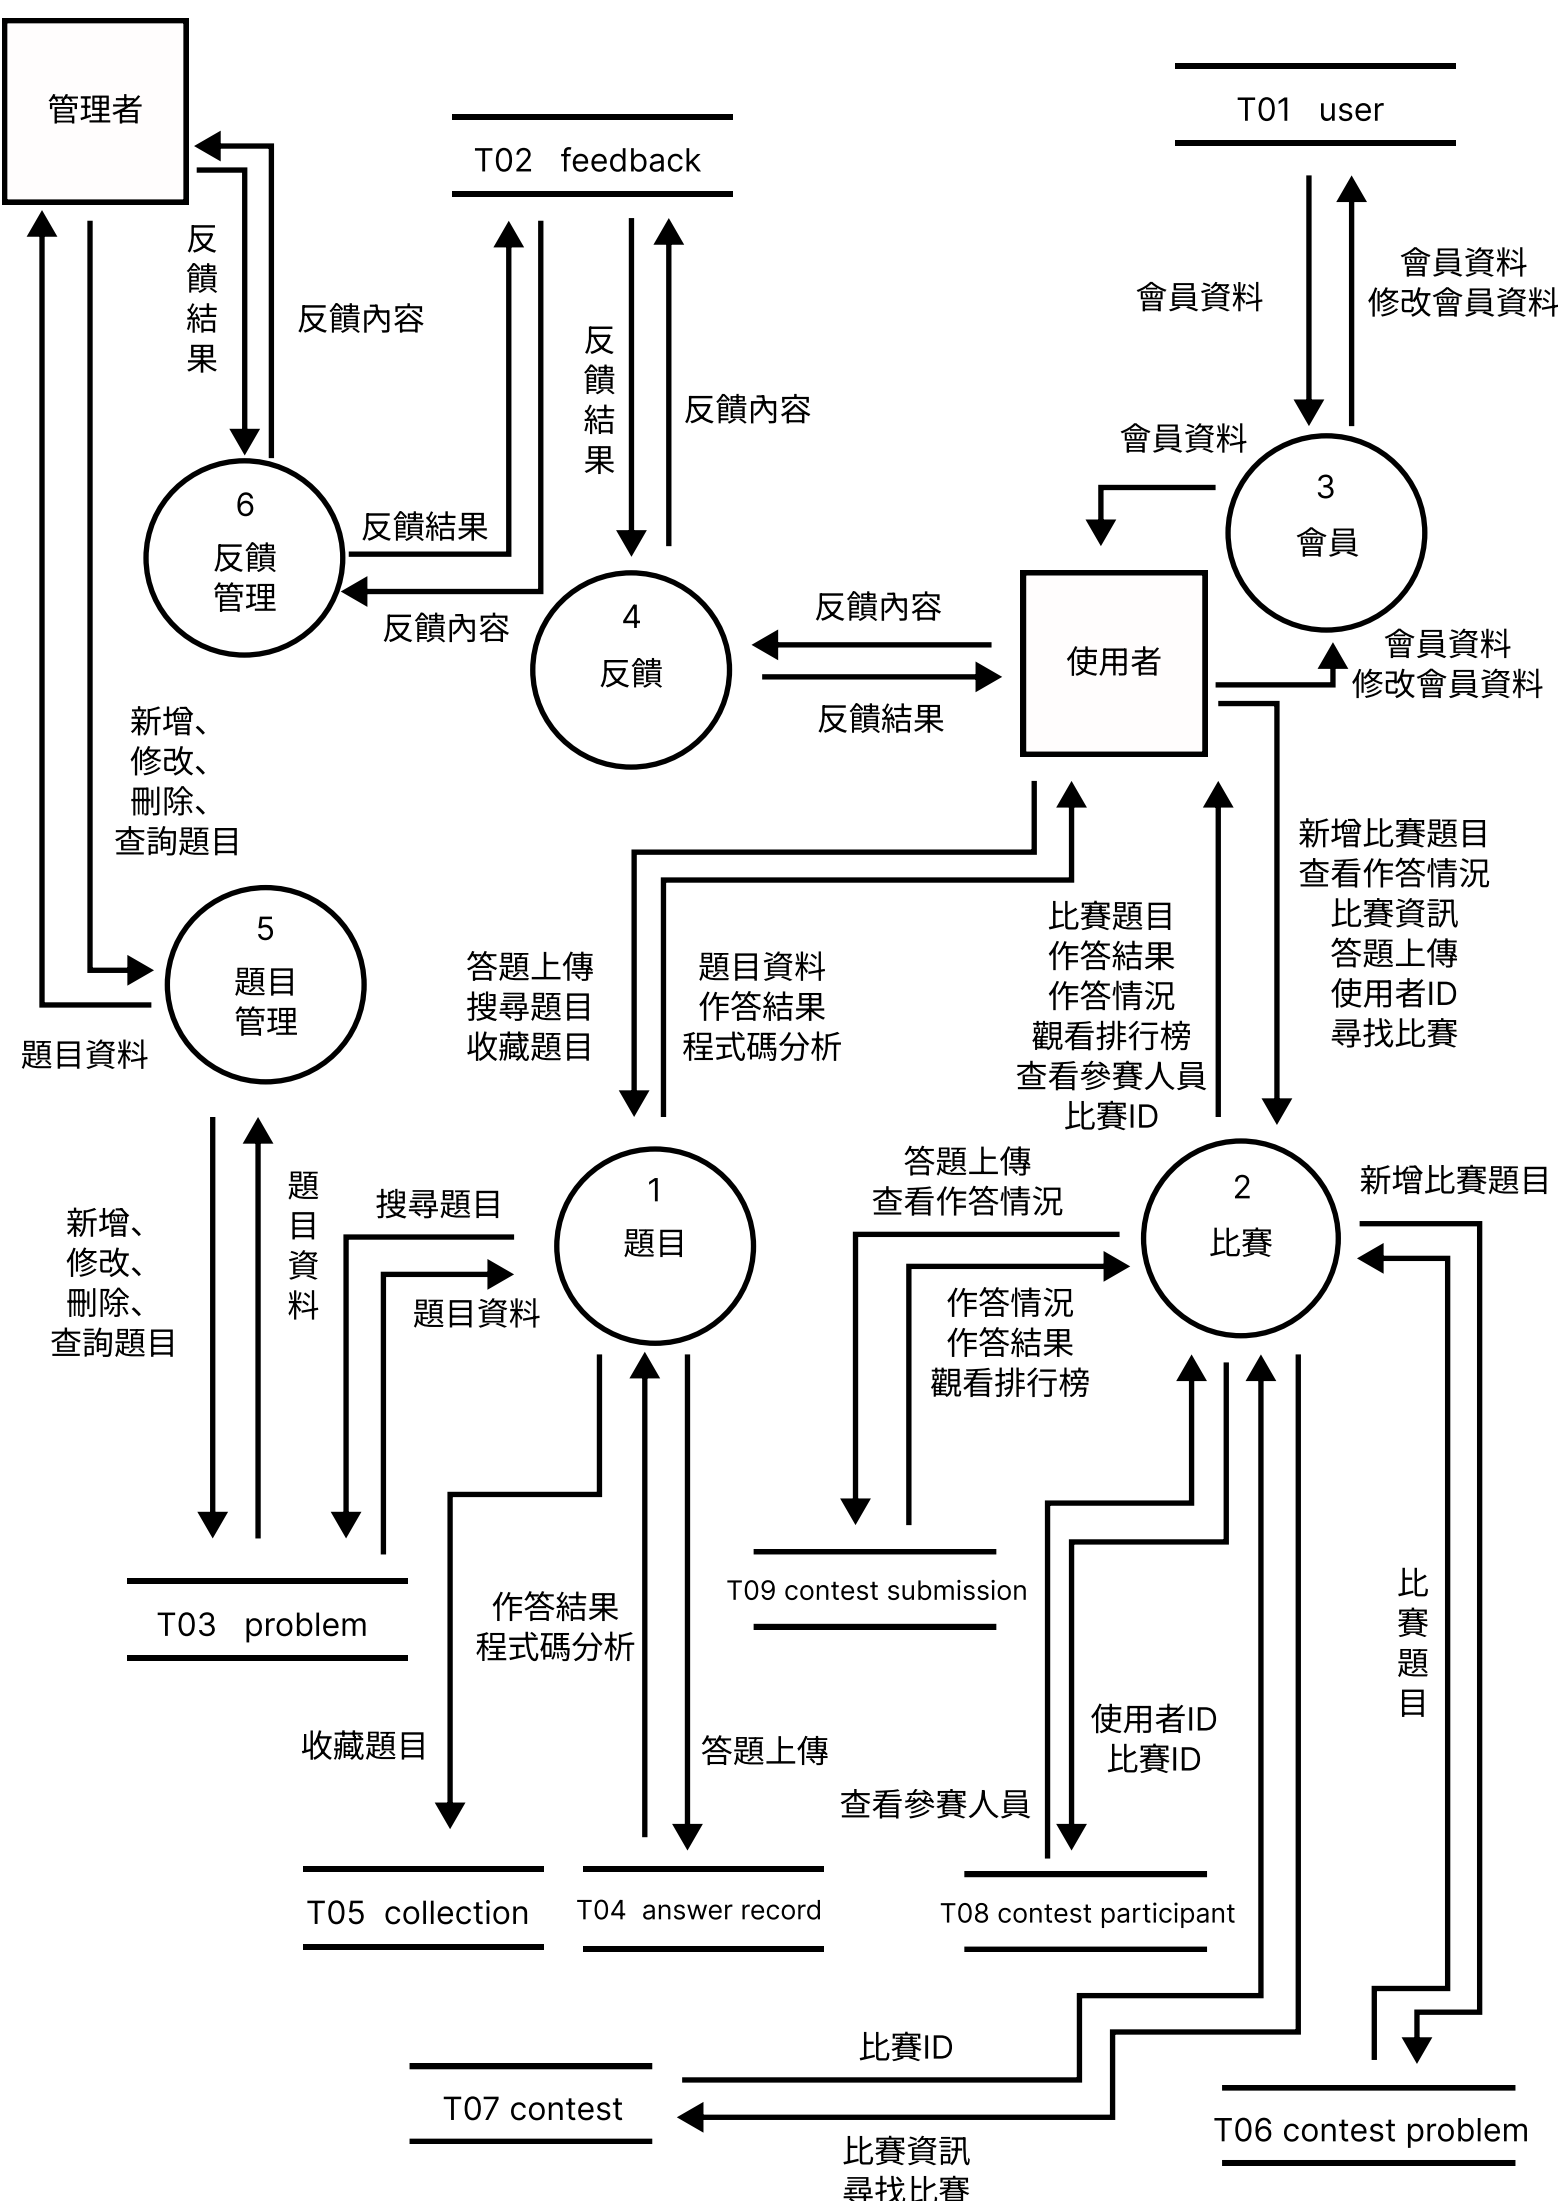 管理者
T01 user
T02 feedback
反
饋
結
果
反饋內容
會員資料
會員資料
修改會員資料
反
饋
結
果
反饋內容
會員資料
3
會員
6
反饋
管理
反饋結果
反饋內容
4
反饋
反饋內容
反饋結果
使用者
會員資料
修改會員資料
新增、
修改、
刪除、
查詢題目
新增比賽題目
查看作答情況
比賽資訊
答題上傳
使用者ID
尋找比賽
5
題目
管理
題目資料
答題上傳
搜尋題目
收藏題目
題目資料
作答結果
程式碼分析
比賽題目
作答結果
作答情況
觀看排行榜
查看參賽人員
比賽ID
新增、
修改、
刪除、
查詢題目
題
目
資
料
搜尋題目
題目資料
1
題目
答題上傳
查看作答情況
2
比賽
新增比賽題目
作答情況
作答結果
觀看排行榜
T09 contest submission
T03 problem
作答結果
程式碼分析
比
賽
題
目
收藏題目
答題上傳
使用者ID
比賽ID
查看參賽人員
T05 collection
T04 answer record
T08 contest participant
比賽ID
T07 contest
T06 contest problem
比賽資訊
尋找比賽